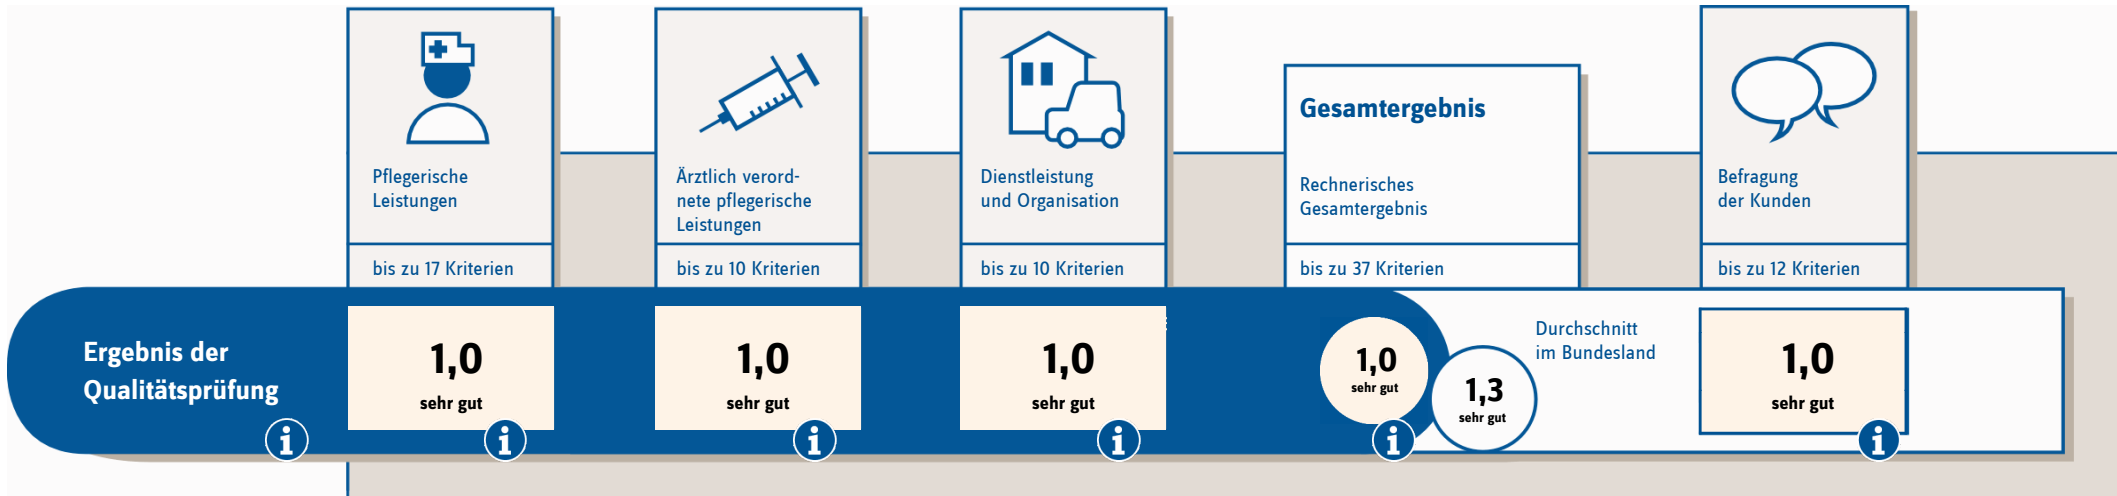 Pflegerische
Leistungen
bis zu 17 Kriterien
Ärztlich verord-
nete pflegerische
Leistungen
bis zu 10 Kriterien
Dienstleistung
und Organisation
bis zu 10 Kriterien
Gesamtergebnis
Rechnerisches
Gesamtergebnis
bis zu 37 Kriterien
Befragung
der Kunden
bis zu 12 Kriterien
Ergebnis der
Qualitätsprüfung
i
1,0
sehr gut
i
1,0
sehr gut
i
1,0
sehr gut
i
1,0
sehr gut
i
1,3
sehr gut
Durchschnitt
im Bundesland
1,0
sehr gut
i